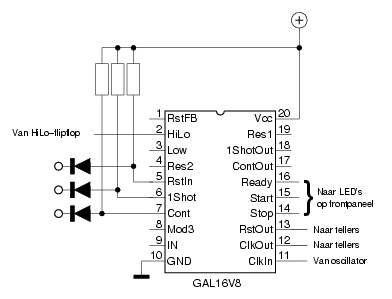 1 RstFB Vcc 20
Van HiLo-flipflop 2 HiLo Res1 19
3 Low 1ShotOut 18
4 Res2 ContOut 17
5 RstIn Ready 16
6 1Shot Start 15
7 Cont Stop 14
Naar LED's
op frontpaneel
8 Mod3 RstOut 13 Naar tellers
9 IN ClkOut 12 Naar tellers
10 GND ClkIn 11 Van oscillator
GAL16V8